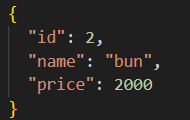 {
  "id": 2,
  "name": "bun",
  "price": 2000
}